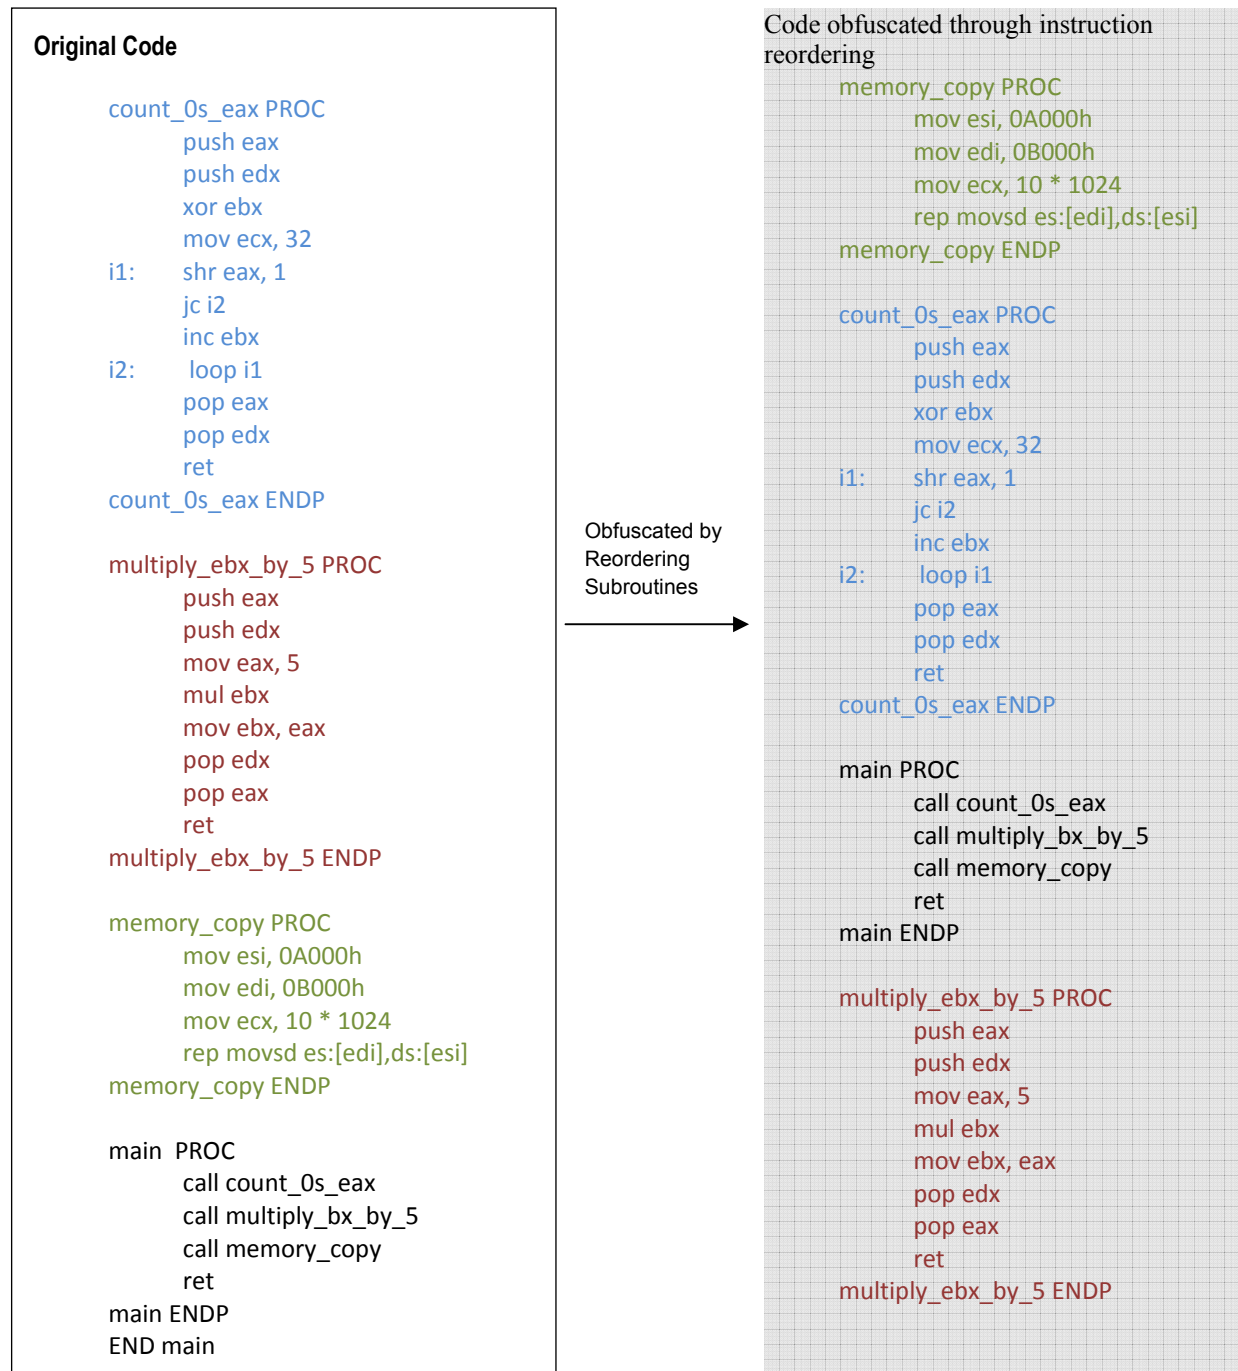 Original Code
count_0s_eax PROC
push eax
push edx
xor ebx
mov ecx, 32
i1: shr eax, 1
jc i2
inc ebx
i2: loop i1
pop eax
pop edx
ret
count_0s_eax ENDP
multiply_ebx_by_5 PROC
push eax
push edx
mov eax, 5
mul ebx
mov ebx, eax
pop edx
pop eax
ret
multiply_ebx_by_5 ENDP
memory_copy PROC
mov esi, 0A000h
mov edi, 0B000h
mov ecx, 10 * 1024
rep movsd es:[edi],ds:[esi]
memory_copy ENDP
main PROC
call count_0s_eax
call multiply_bx_by_5
call memory_copy
ret
main ENDP
END main
Obfuscated by
Reordering
Subroutines
Code obfuscated through instruction
reordering
memory_copy PROC
mov esi, 0A000h
mov edi, 0B000h
mov ecx, 10 * 1024
rep movsd es:[edi],ds:[esi]
memory_copy ENDP
count_0s_eax PROC
push eax
push edx
xor ebx
mov ecx, 32
i1: shr eax, 1
jc i2
inc ebx
i2: loop i1
pop eax
pop edx
ret
count_0s_eax ENDP
main PROC
call count_0s_eax
call multiply_bx_by_5
call memory_copy
ret
main ENDP
multiply_ebx_by_5 PROC
push eax
push edx
mov eax, 5
mul ebx
mov ebx, eax
pop edx
pop eax
ret
multiply_ebx_by_5 ENDP